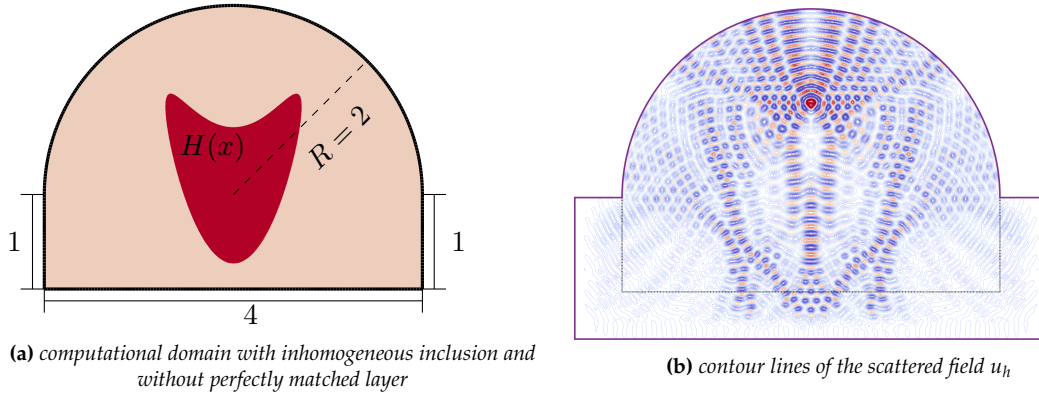 H(x)
R = 2
1
1
4
(a) computational domain with inhomogeneous inclusion and
without perfectly matched layer
(b) contour lines of the scattered field u_h